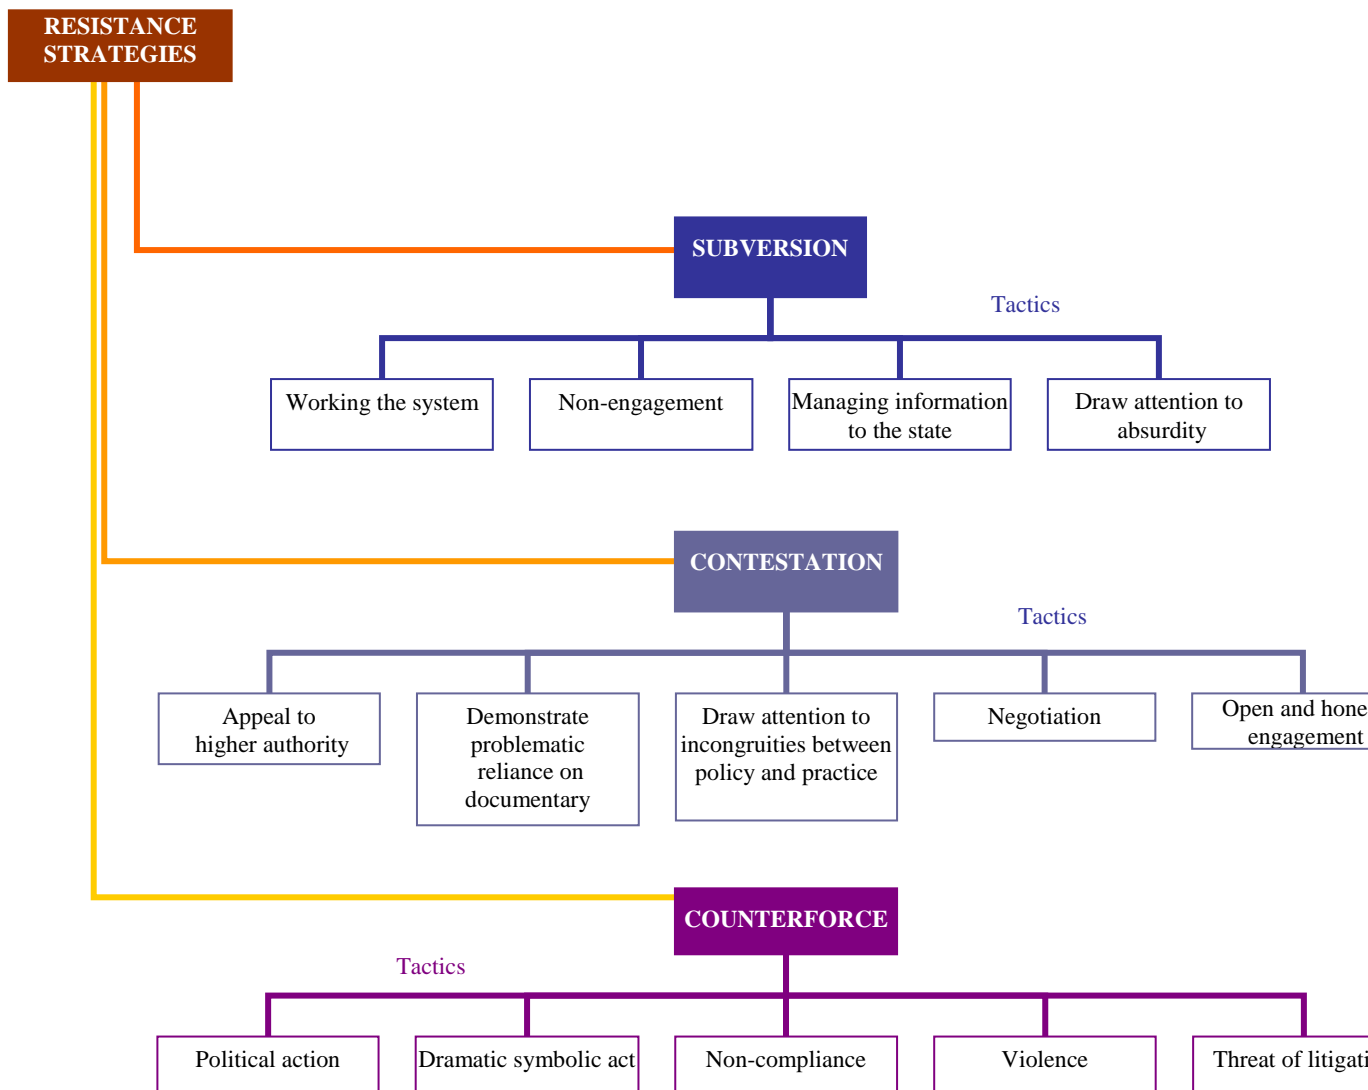 RESISTANCE
STRATEGIES
SUBVERSION
Tactics
Working the system
Non-engagement
Managing information
to the state
Draw attention to
absurdity
CONTESTATION
Tactics
Appeal to
higher authority
Demonstrate
problematic
reliance on
documentary
Draw attention to
incongruities between
policy and practice
Negotiation
Open and hone
engagement
COUNTERFORCE
Tactics
Political action
Dramatic symbolic act
Non-compliance
Violence
Threat of litigati